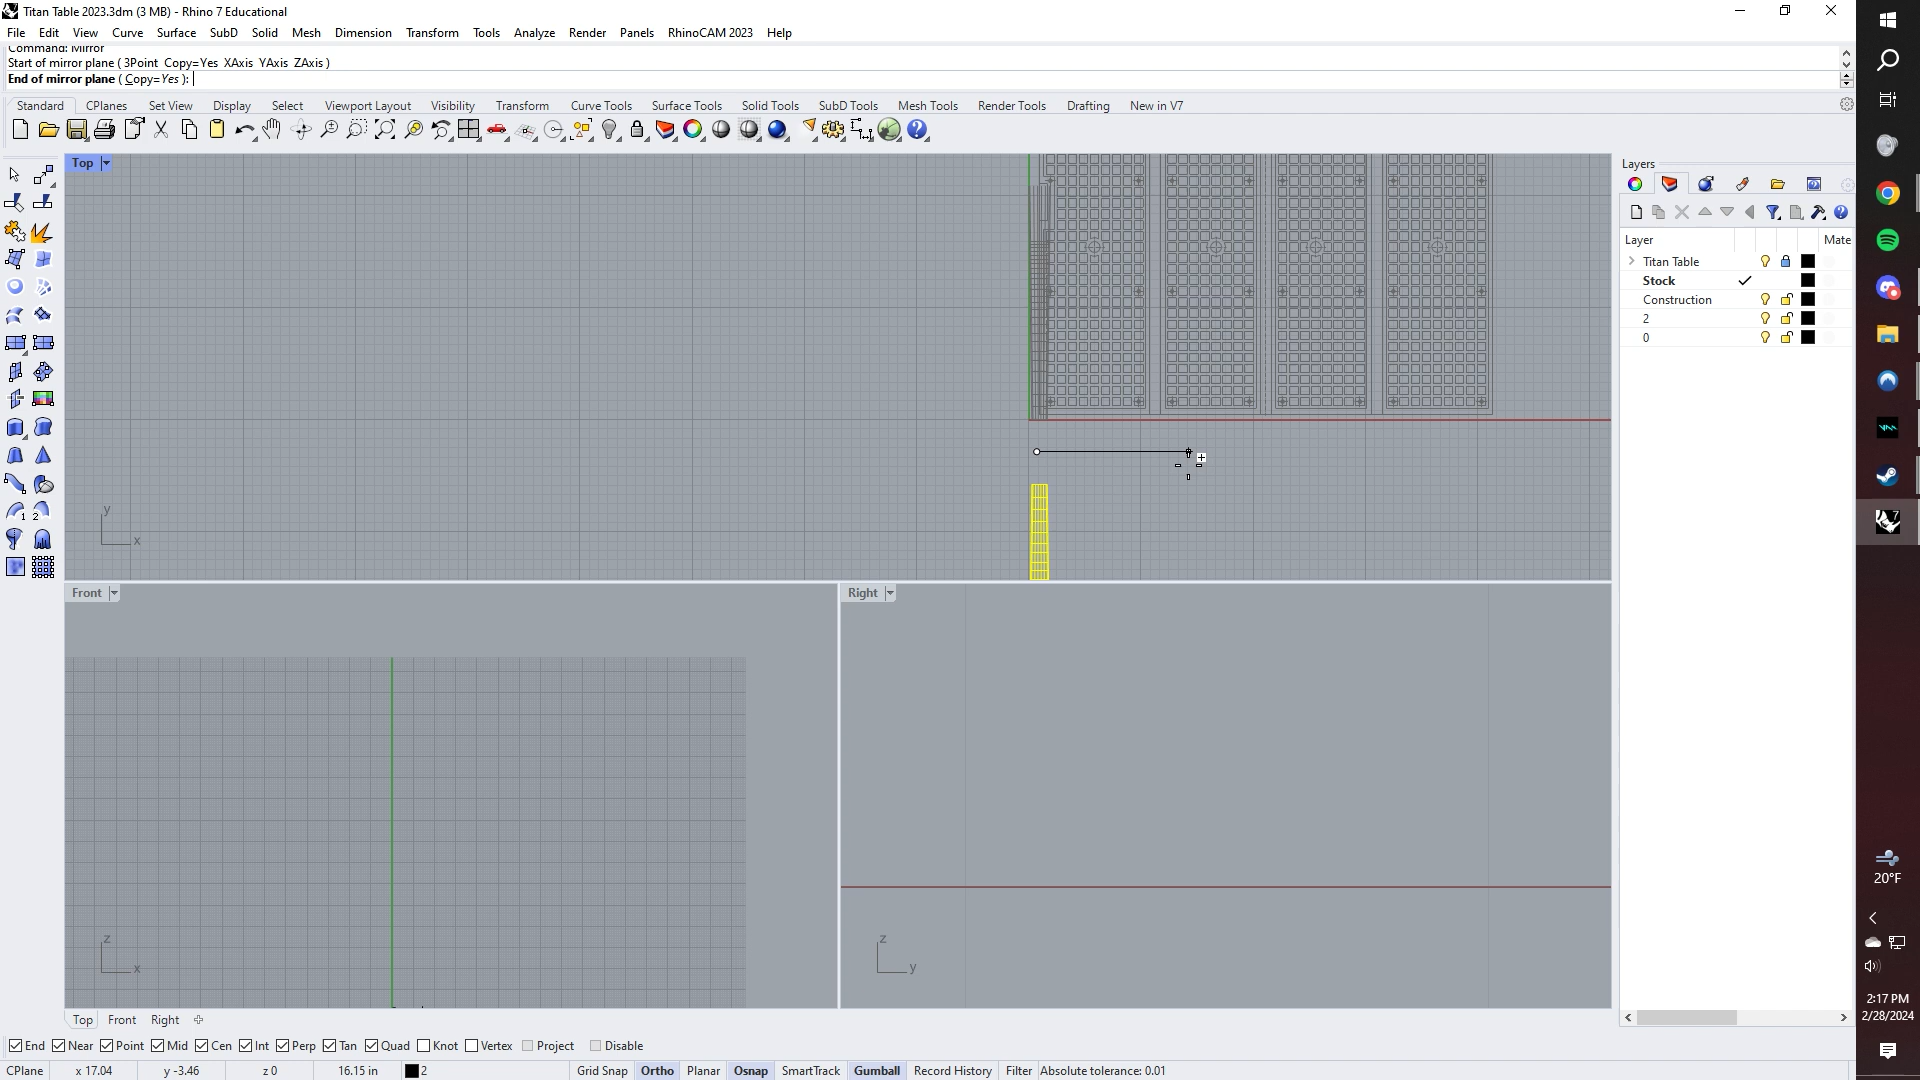 Titan Table 2023.3dm (3 MB) - Rhino 7 Educational
File Edit View Curve Surface SubD Solid Mesh Dimension Transform Tools Analyze Render Panels RhinoCAM 2023 Help
Command: Mirror
Start of mirror plane ( 3Point Copy=Yes XAxis YAxis ZAxis )
End of mirror plane ( Copy=Yes ):
Standard CPlanes Set View Display Select Viewport Layout Visibility Transform Curve Tools Surface Tools Solid Tools SubD Tools Mesh Tools Render Tools Drafting New in V7
Top
y
x
Front
z
x
Right
z
y
Layers
Layer Mate
Titan Table
Stock
Construction
2
0
Top Front Right
End Near Point Mid Cen Int Perp Tan Quad Knot Vertex Project Disable
CPlane x 17.04 y -3.46 z 0 16.15 in 2 Grid Snap Ortho Planar Osnap SmartTrack Gumball Record History Filter Absolute tolerance: 0.01
20°F
2:17 PM
2/28/2024